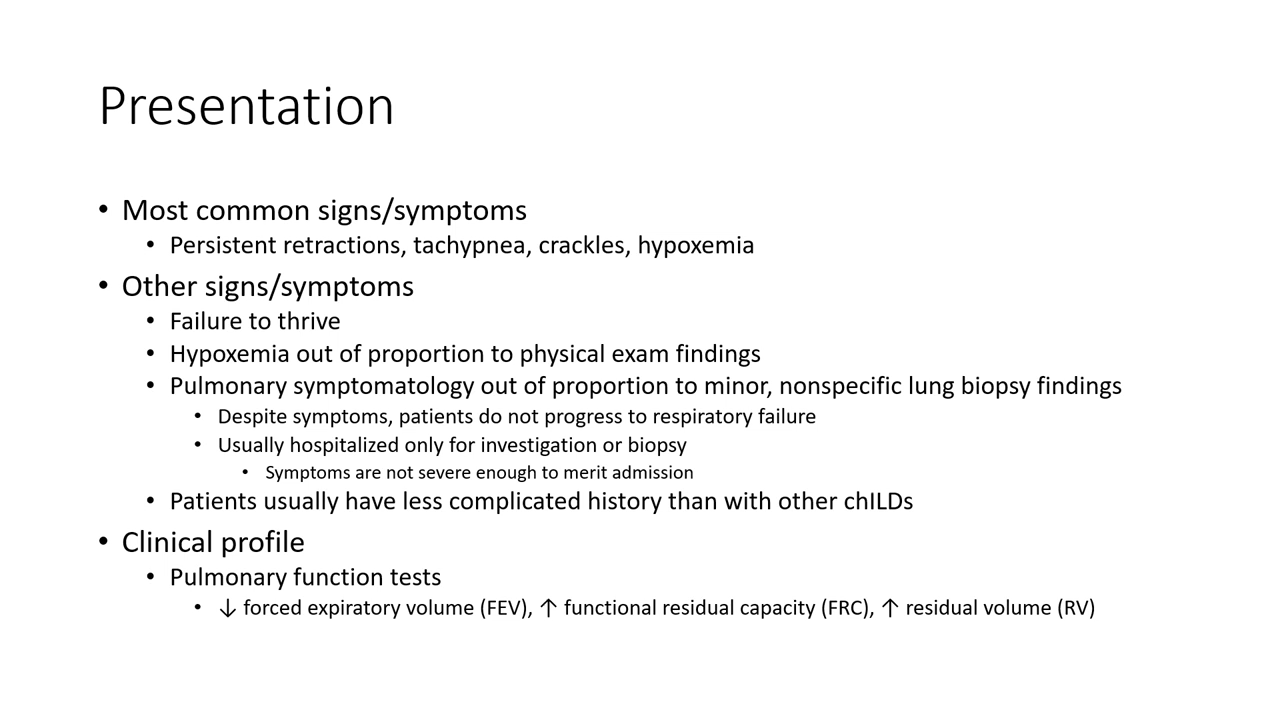 Presentation
• Most common signs/symptoms
• Persistent retractions, tachypnea, crackles, hypoxemia
• Other signs/symptoms
• Failure to thrive
• Hypoxemia out of proportion to physical exam findings
• Pulmonary symptomatology out of proportion to minor, nonspecific lung biopsy findings
• Despite symptoms, patients do not progress to respiratory failure
• Usually hospitalized only for investigation or biopsy
• Symptoms are not severe enough to merit admission
• Patients usually have less complicated history than with other chILDs
• Clinical profile
• Pulmonary function tests
• ↓ forced expiratory volume (FEV), ↑ functional residual capacity (FRC), ↑ residual volume (RV)